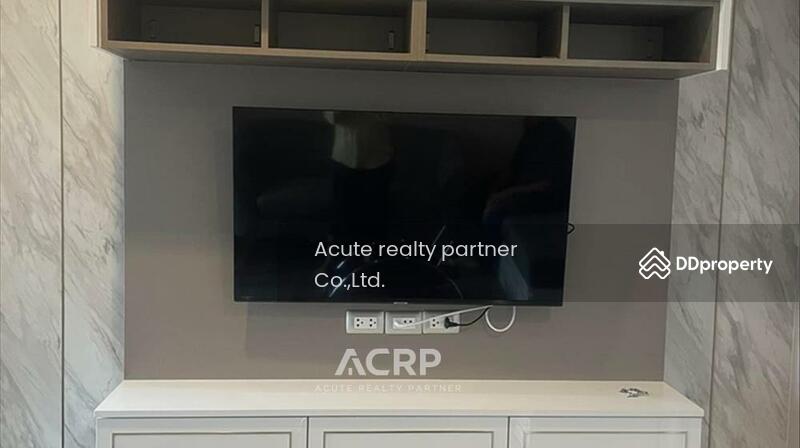 Acute realty partner
Co.,Ltd.
DDproperty
ACRP
ACUTE REALTY PARTNER